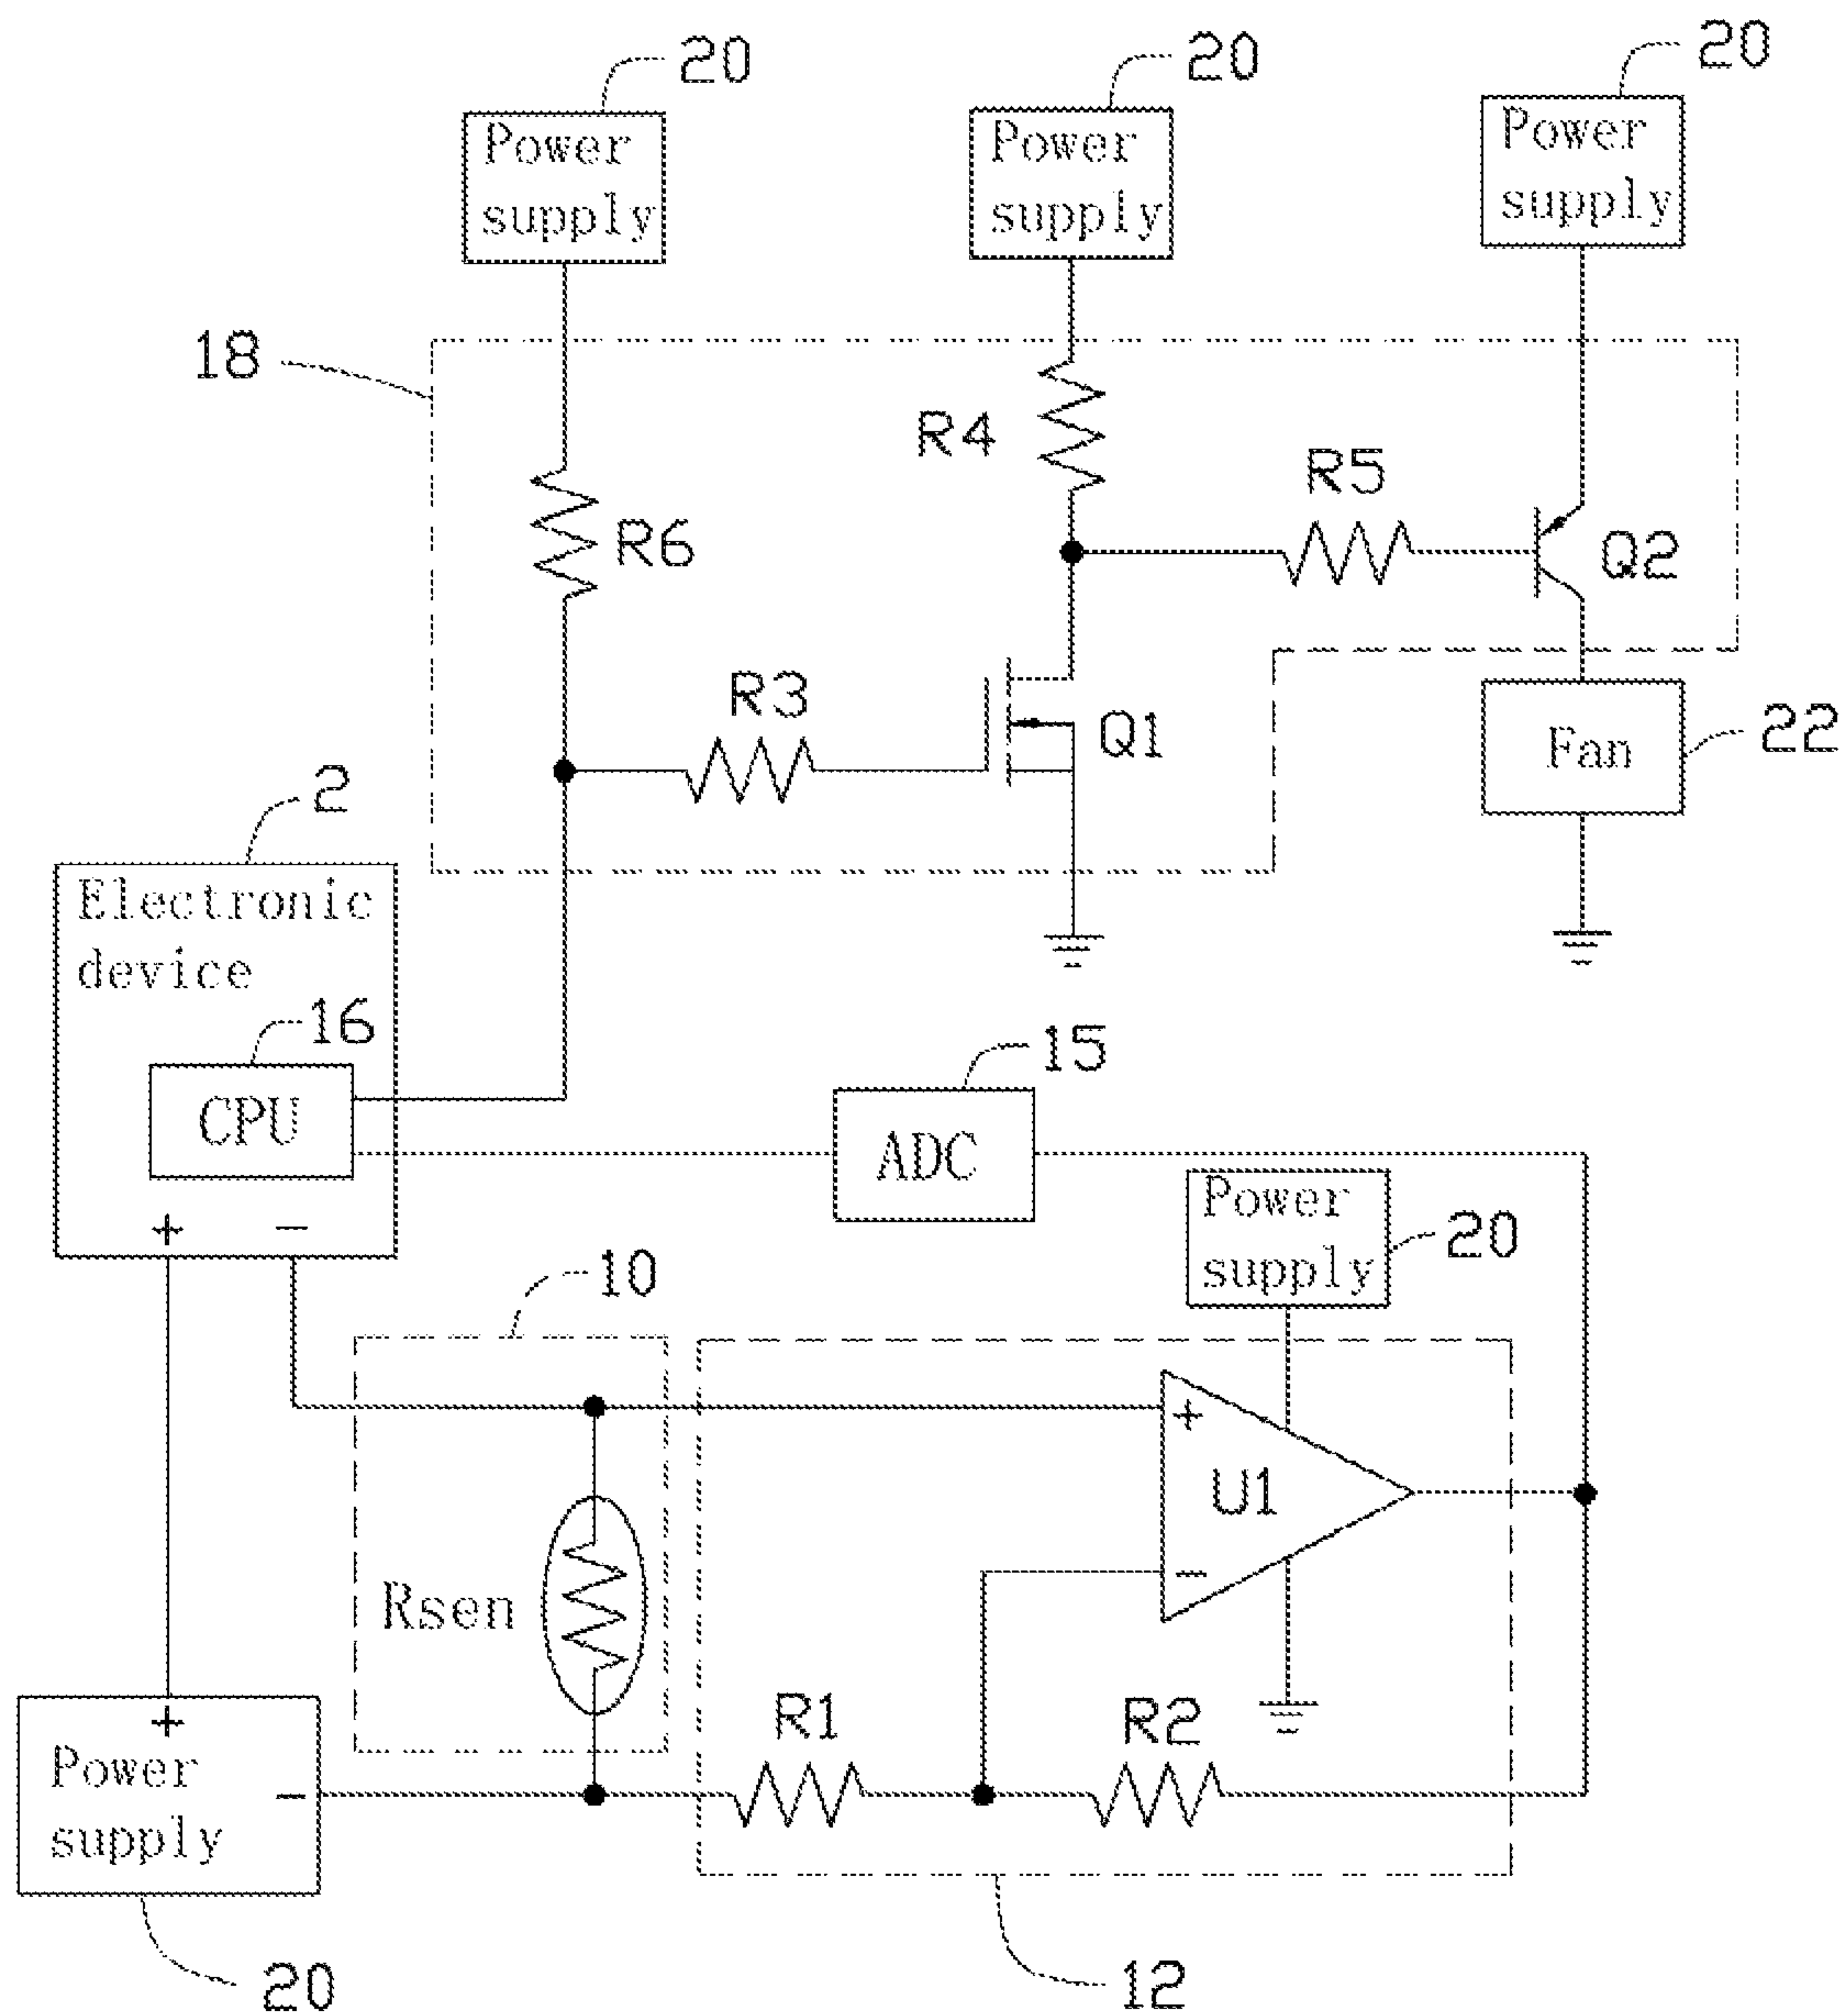 20
20
20
Power
supply
Power
supply
Power
supply
18
R4
R5
R6
Q2
R3
Q1
Fan
22
2
Electronic
device
16
CPU
15
ADC
Power
supply
20
+ −
10
+
U1
−
Rsen
R1
R2
+
Power
supply
−
20
12